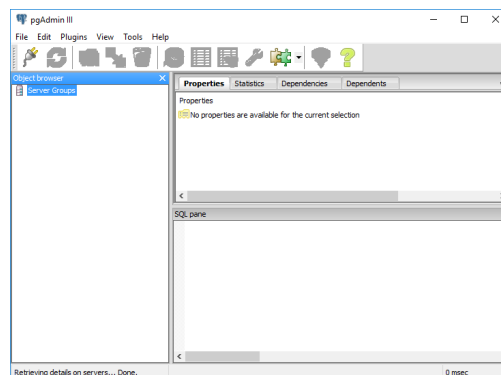 pgAdmin III
File Edit Plugins View Tools Help
Object browser
Server Groups
Properties Statistics Dependencies Dependents
Properties
No properties are available for the current selection
SQL pane
Retrieving details on servers... Done.
0 msec